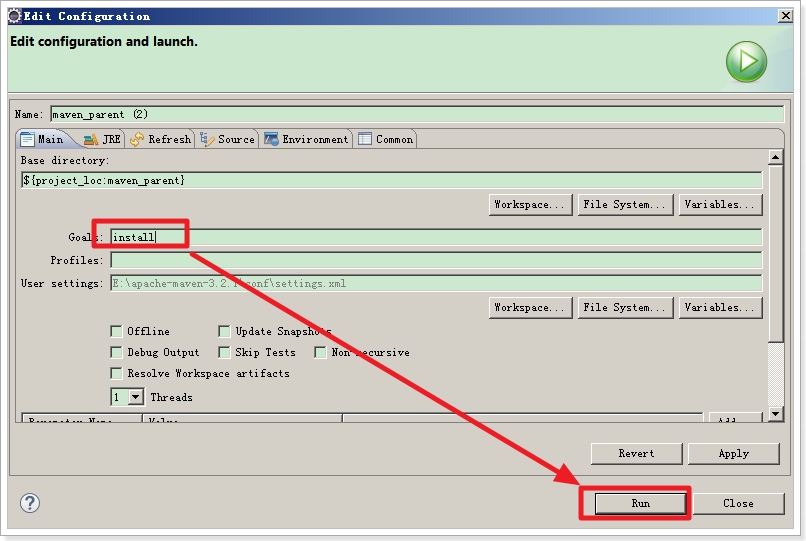 Edit Configuration
Edit configuration and launch.
Name: maven_parent (2)
Main JRE Refresh Source Environment Common
Base directory:
${project_loc:maven_parent}
Workspace... File System... Variables...
Goals: install
Profiles:
User settings: E:\apache-maven-3.2.1\conf\settings.xml
Workspace... File System... Variables...
Offline Update Snapshots
Debug Output Skip Tests Non-recursive
Resolve Workspace artifacts
1 Threads
Parameter Name Value Add...
Revert Apply
Run Close